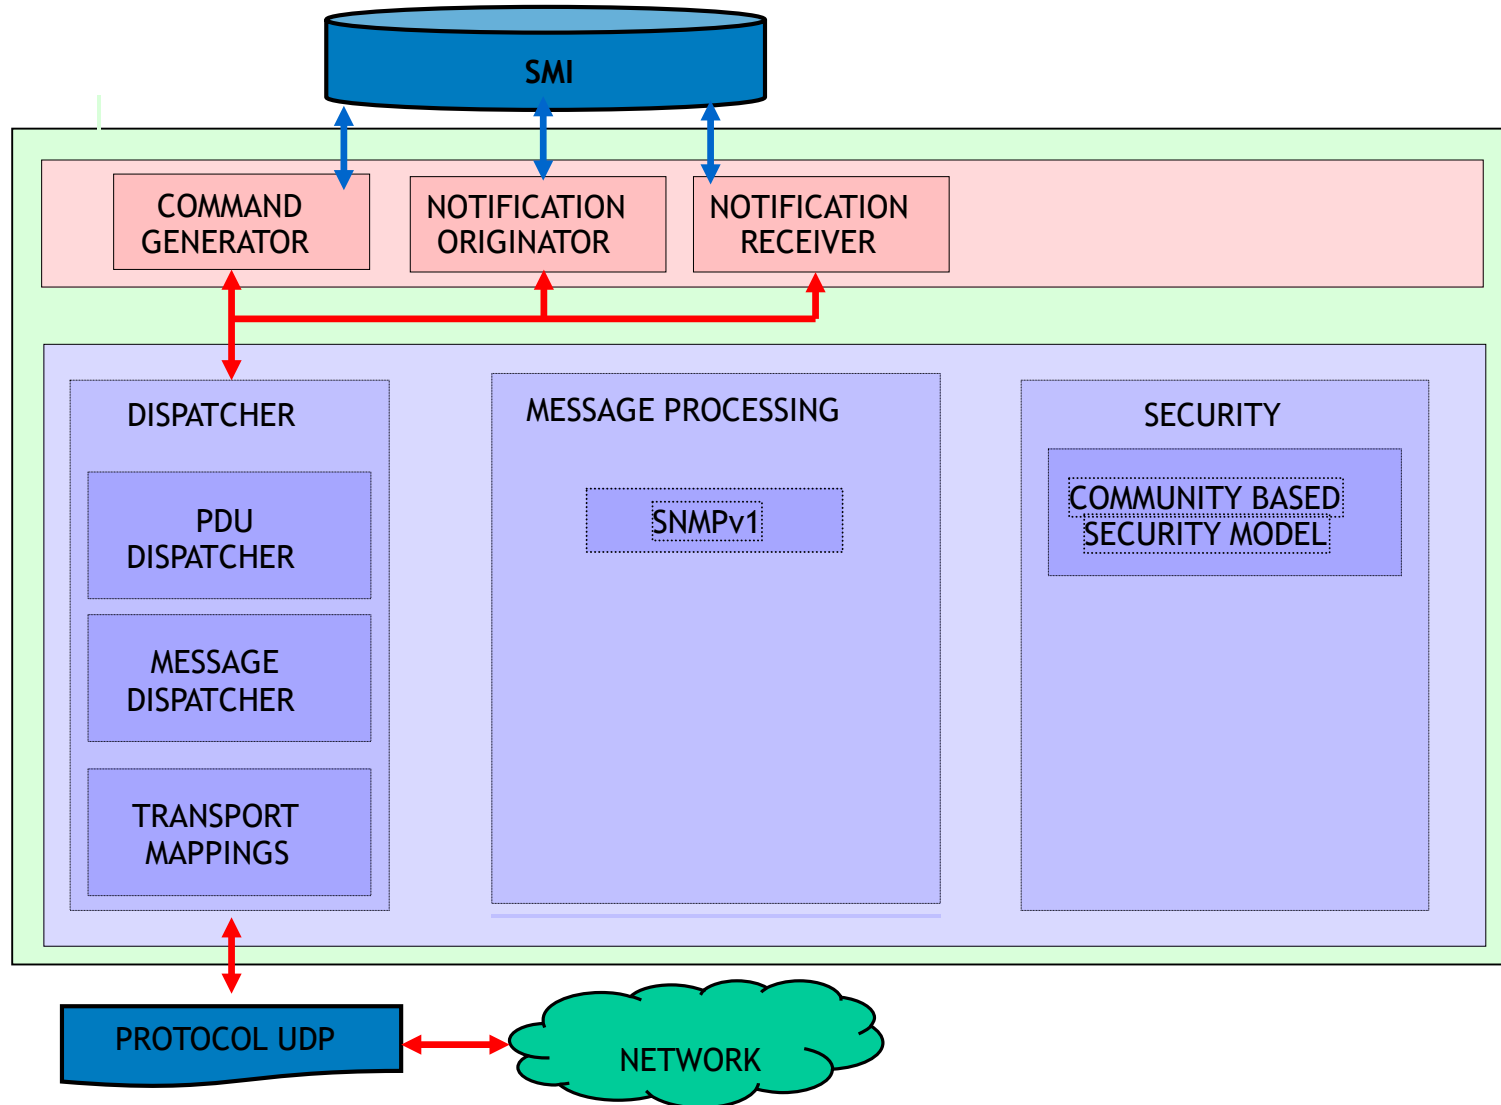 SMI
COMMAND
GENERATOR
NOTIFICATION
ORIGINATOR
NOTIFICATION
RECEIVER
DISPATCHER
PDU
DISPATCHER
MESSAGE
DISPATCHER
TRANSPORT
MAPPINGS
MESSAGE PROCESSING
SNMPv1
SECURITY
COMMUNITY BASED
SECURITY MODEL
PROTOCOL UDP
NETWORK